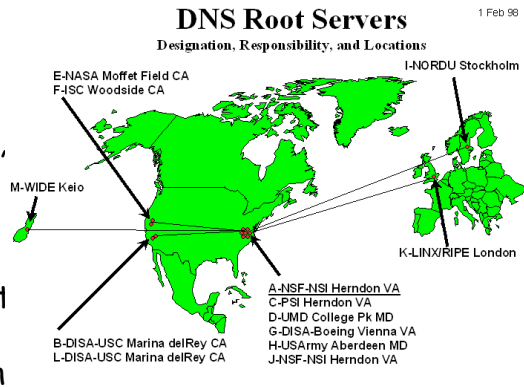 DNS Root Servers
1 Feb 98
Designation, Responsibility, and Locations
I-NORDU Stockholm
E-NASA Moffet Field CA
F-ISC Woodside CA
M-WIDE Keio
K-LINX/RIPE London
A-NSF-NSI Herndon VA
C-PSI Herndon VA
D-UMD College Pk MD
G-DISA-Boeing Vienna VA
H-USArmy Aberdeen MD
J-NSF-NSI Herndon VA
B-DISA-USC Marina delRey CA
L-DISA-USC Marina delRey CA